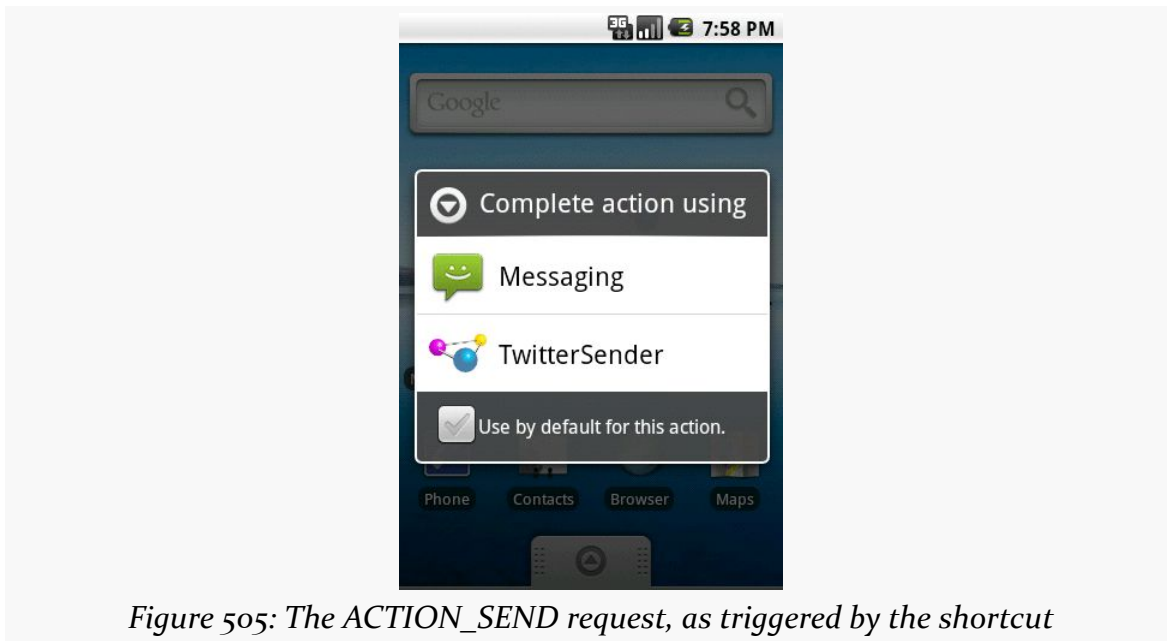 3G 7:58 PM
Google
Complete action using
Messaging
TwitterSender
Use by default for this action.
Phone Contacts Browser Maps
Figure 505: The ACTION_SEND request, as triggered by the shortcut